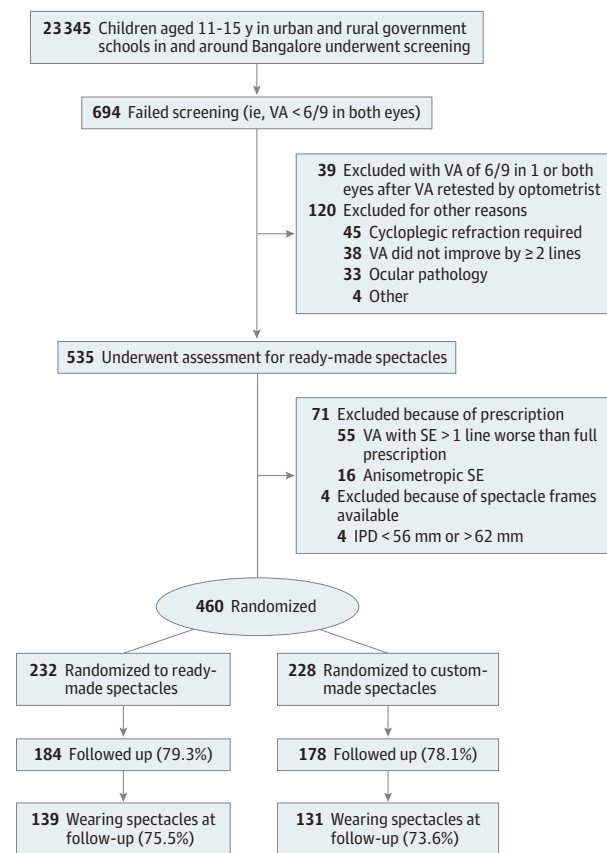 23 345 Children aged 11-15 y in urban and rural government
schools in and around Bangalore underwent screening
694 Failed screening (ie, VA < 6/9 in both eyes)
39 Excluded with VA of 6/9 in 1 or both
eyes after VA retested by optometrist
120 Excluded for other reasons
45 Cycloplegic refraction required
38 VA did not improve by ≥ 2 lines
33 Ocular pathology
4 Other
535 Underwent assessment for ready-made spectacles
71 Excluded because of prescription
55 VA with SE > 1 line worse than full
prescription
16 Anisometropic SE
4 Excluded because of spectacle frames
available
4 IPD < 56 mm or > 62 mm
460 Randomized
232 Randomized to ready-
made spectacles
228 Randomized to custom-
made spectacles
184 Followed up (79.3%)
178 Followed up (78.1%)
139 Wearing spectacles at
follow-up (75.5%)
131 Wearing spectacles at
follow-up (73.6%)